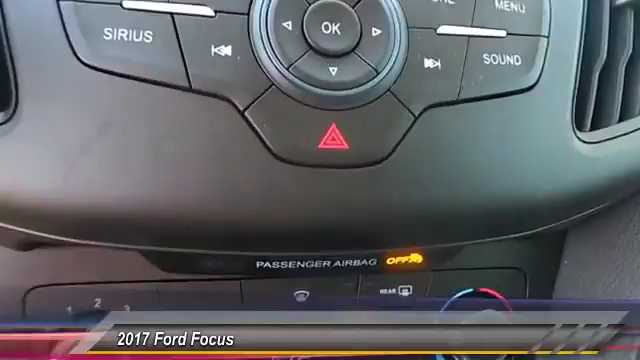 MENU
SIRIUS
OK
SOUND
PASSENGER AIRBAG OFF
1 2 3
REAR
2017 Ford Focus